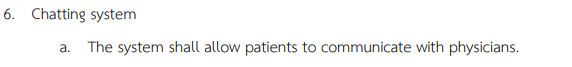 6. Chatting system
a. The system shall allow patients to communicate with physicians.